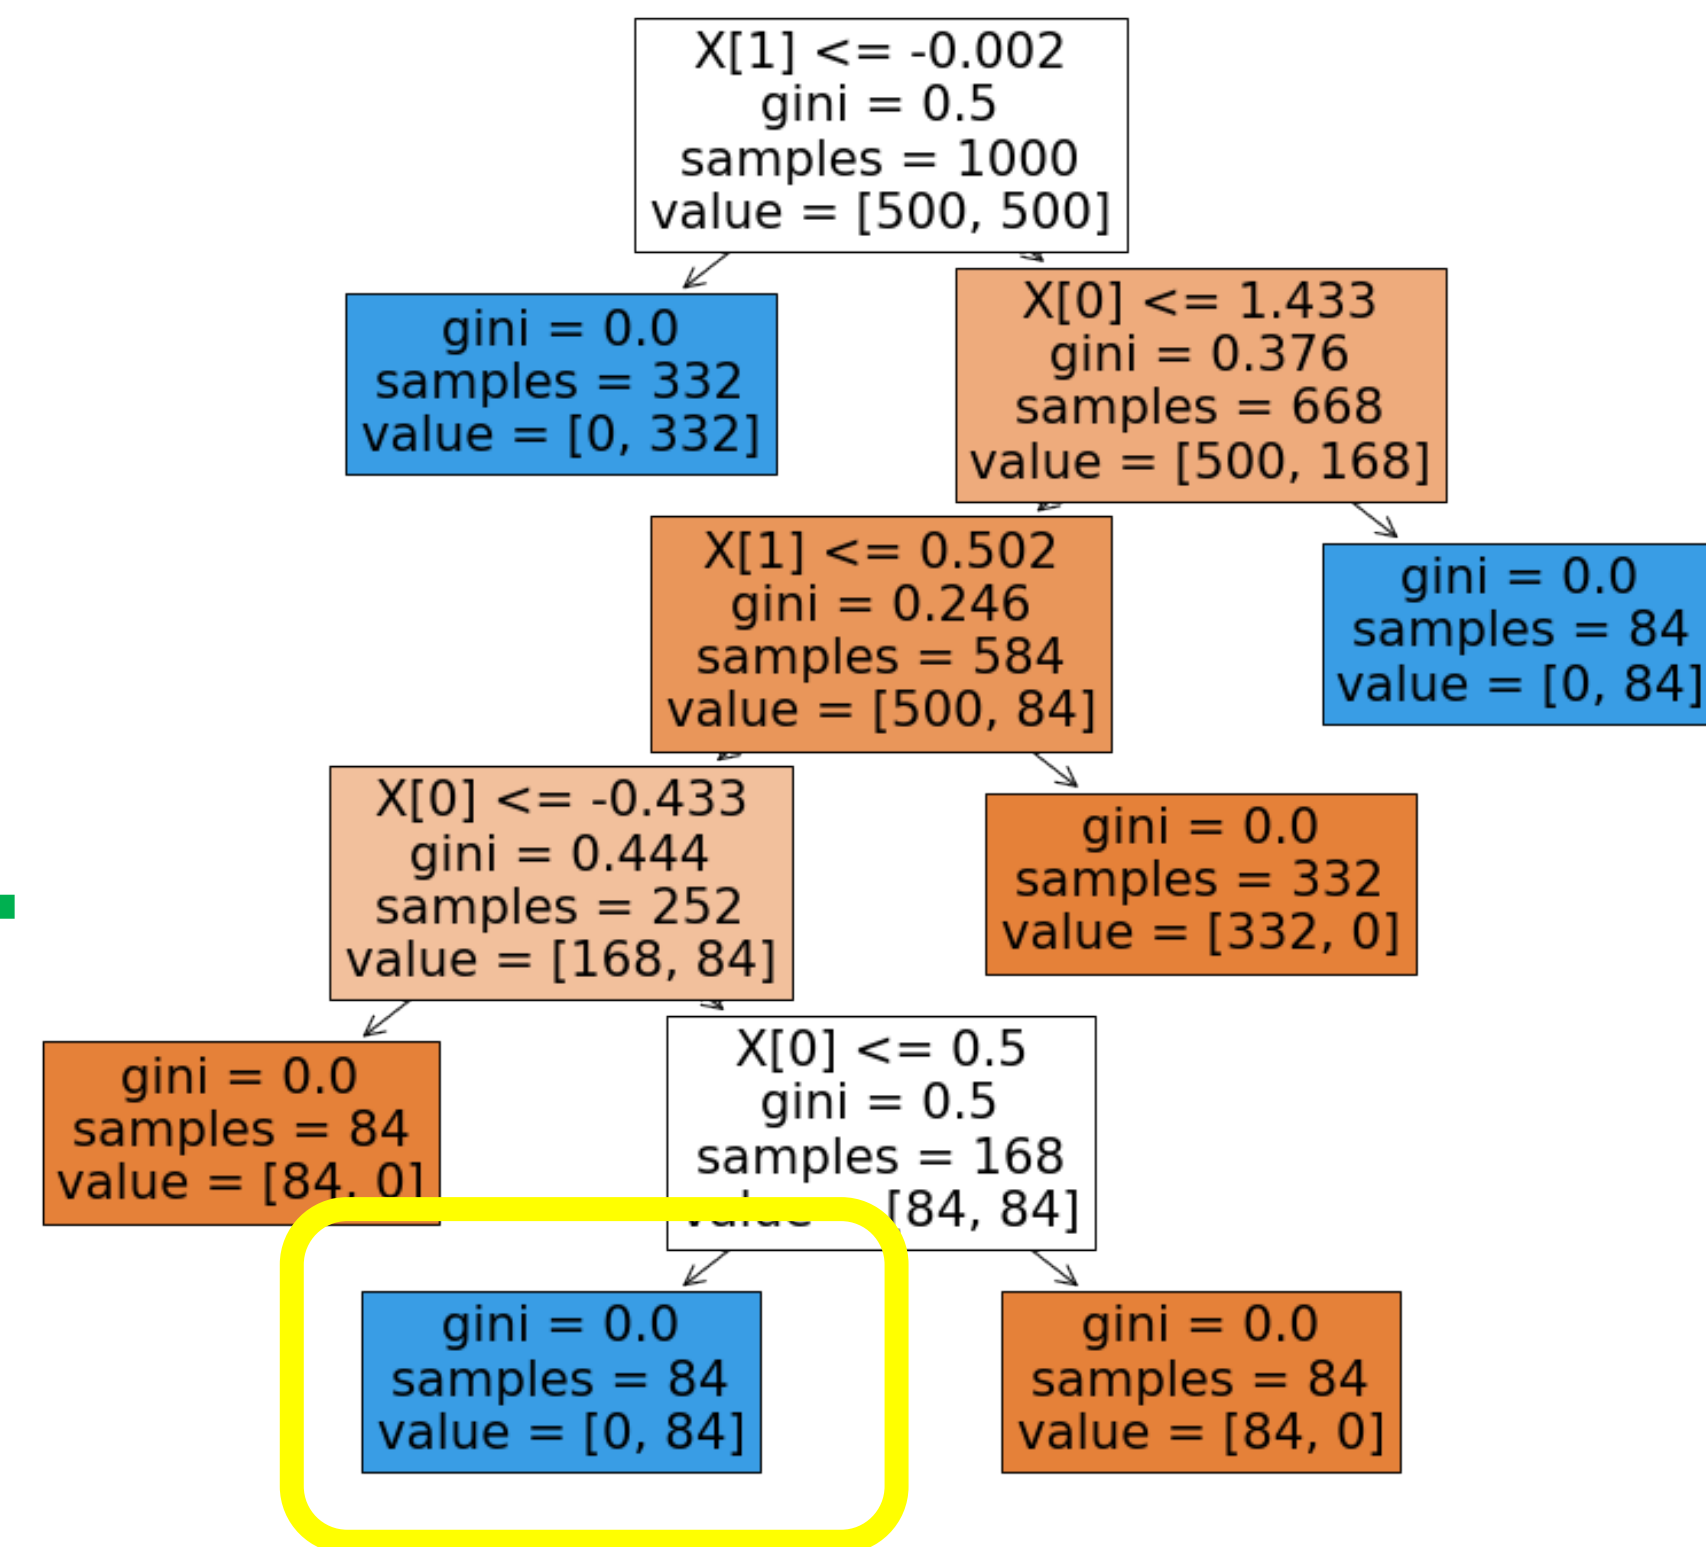 X[1] <= -0.002
gini = 0.5
samples = 1000
value = [500, 500]
gini = 0.0
samples = 332
value = [0, 332]
X[0] <= 1.433
gini = 0.376
samples = 668
value = [500, 168]
X[1] <= 0.502
gini = 0.246
samples = 584
value = [500, 84]
gini = 0.0
samples = 84
value = [0, 84]
X[0] <= -0.433
gini = 0.444
samples = 252
value = [168, 84]
gini = 0.0
samples = 332
value = [332, 0]
gini = 0.0
samples = 84
value = [84, 0]
X[0] <= 0.5
gini = 0.5
samples = 168
value [84, 84]
gini = 0.0
samples = 84
value = [0, 84]
gini = 0.0
samples = 84
value = [84, 0]